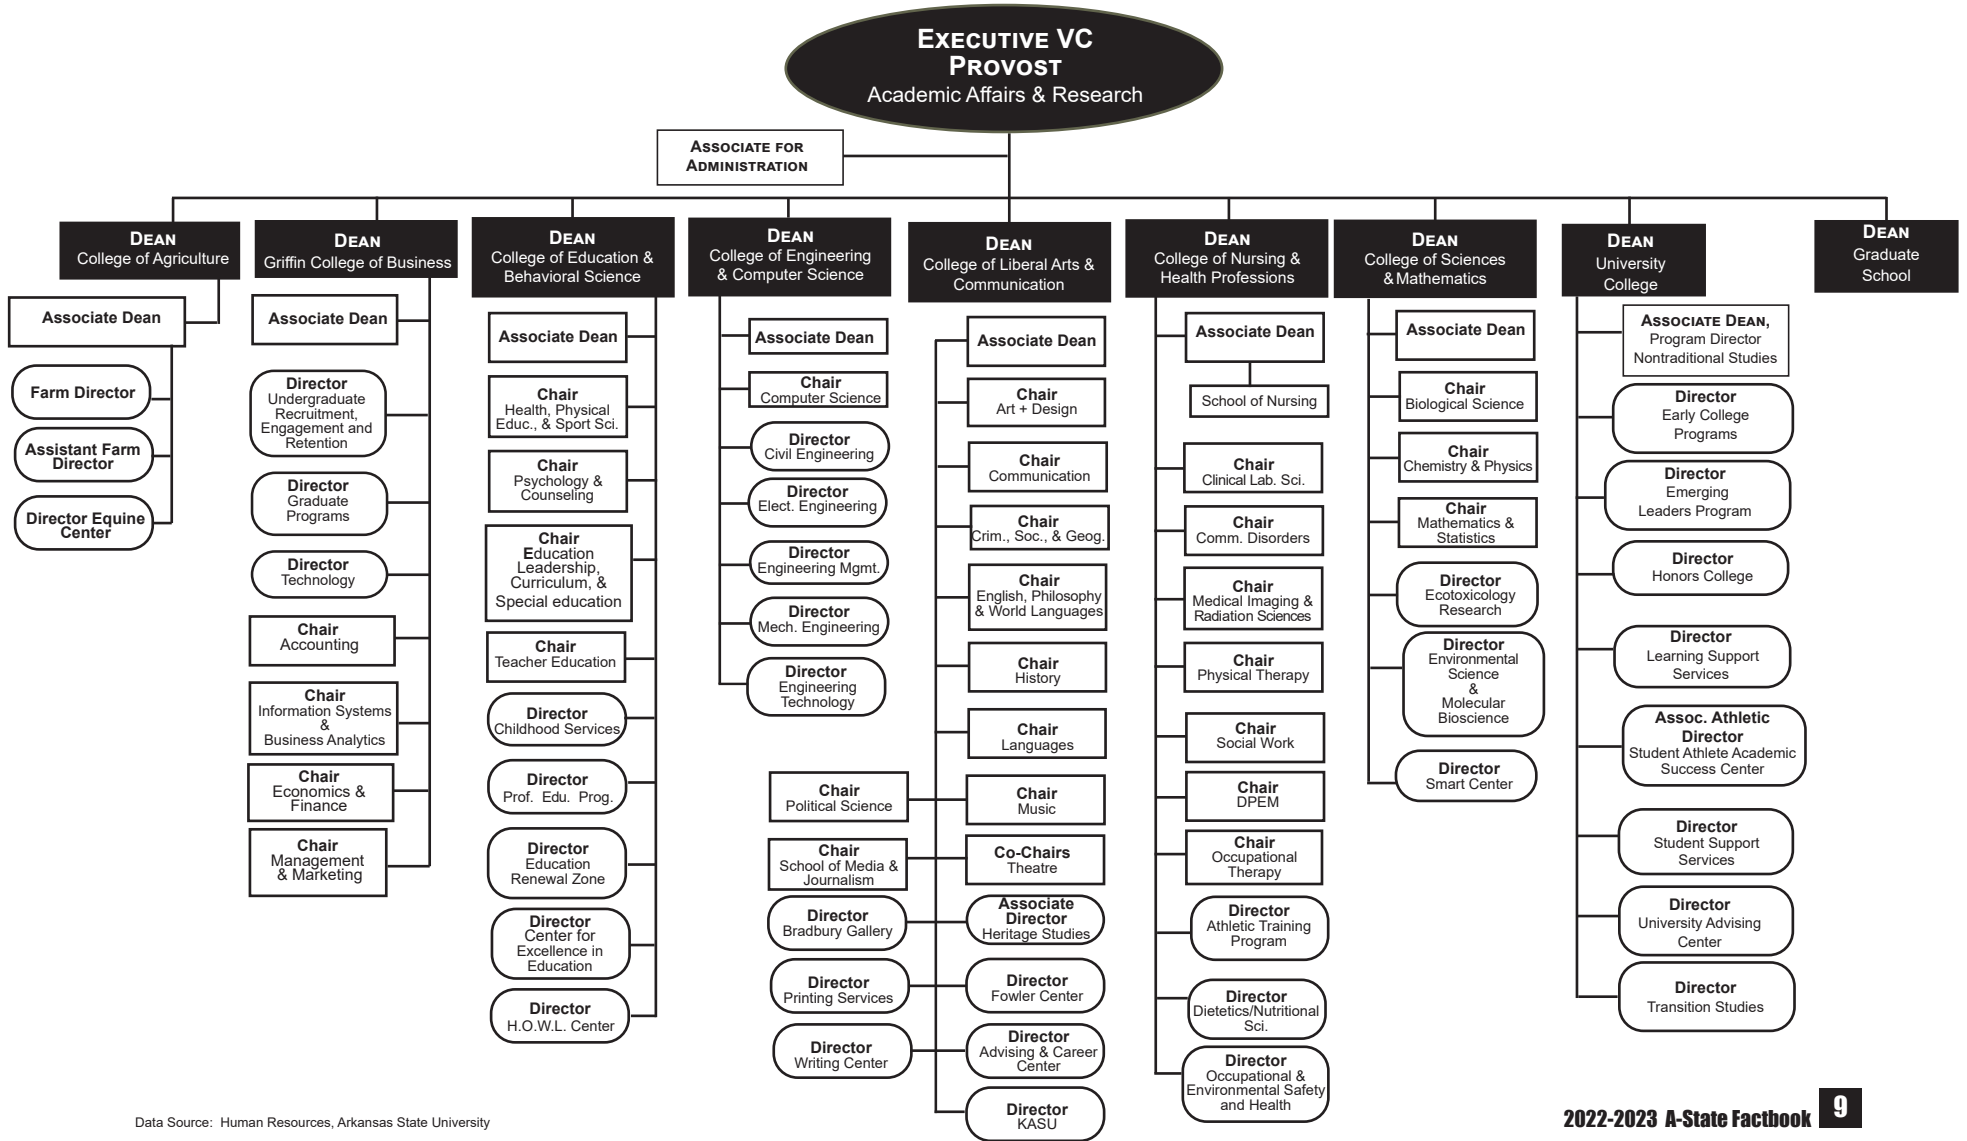 EXECUTIVE VC
PROVOST
Academic Affairs & Research
ASSOCIATE FOR
ADMINISTRATION
DEAN
College of Agriculture
Associate Dean
Farm Director
Assistant Farm
Director
Director Equine
Center
DEAN
Griffin College of Business
Associate Dean
Director
Undergraduate
Recruitment,
Engagement and
Retention
Director
Graduate
Programs
Director
Technology
Chair
Accounting
Chair
Information Systems
&
Business Analytics
Chair
Economics &
Finance
Chair
Management
& Marketing
DEAN
College of Education &
Behavioral Science
Associate Dean
Chair
Health, Physical
Educ., & Sport Sci.
Chair
Psychology &
Counseling
Chair
Education
Leadership,
Curriculum, &
Special education
Chair
Teacher Education
Director
Childhood Services
Director
Prof. Edu. Prog.
Director
Education
Renewal Zone
Director
Center for
Excellence in
Education
Director
H.O.W.L. Center
DEAN
College of Engineering
& Computer Science
Associate Dean
Chair
Computer Science
Director
Civil Engineering
Director
Elect. Engineering
Director
Engineering Mgmt.
Director
Mech. Engineering
Director
Engineering
Technology
DEAN
College of Liberal Arts &
Communication
Associate Dean
Chair
Art + Design
Chair
Communication
Chair
Crim., Soc., & Geog.
Chair
English, Philosophy
& World Languages
Chair
History
Chair
Languages
Chair
Political Science
Chair
Music
Chair
School of Media &
Journalism
Co-Chairs
Theatre
Director
Bradbury Gallery
Associate
Director
Heritage Studies
Director
Printing Services
Director
Fowler Center
Director
Writing Center
Director
Advising & Career
Center
Director
KASU
DEAN
College of Nursing &
Health Professions
Associate Dean
School of Nursing
Chair
Clinical Lab. Sci.
Chair
Comm. Disorders
Chair
Medical Imaging &
Radiation Sciences
Chair
Physical Therapy
Chair
Social Work
Chair
DPEM
Chair
Occupational
Therapy
Director
Athletic Training
Program
Director
Dietetics/Nutritional
Sci.
Director
Occupational &
Environmental Safety
and Health
DEAN
College of Sciences
& Mathematics
Associate Dean
Chair
Biological Science
Chair
Chemistry & Physics
Chair
Mathematics &
Statistics
Director
Ecotoxicology
Research
Director
Environmental
Science
&
Molecular
Bioscience
Director
Smart Center
DEAN
University
College
ASSOCIATE DEAN,
Program Director
Nontraditional Studies
Director
Early College
Programs
Director
Emerging
Leaders Program
Director
Honors College
Director
Learning Support
Services
Assoc. Athletic
Director
Student Athlete Academic
Success Center
Director
Student Support
Services
Director
University Advising
Center
Director
Transition Studies
DEAN
Graduate
School
Data Source: Human Resources, Arkansas State University
2022-2023 A-State Factbook 9